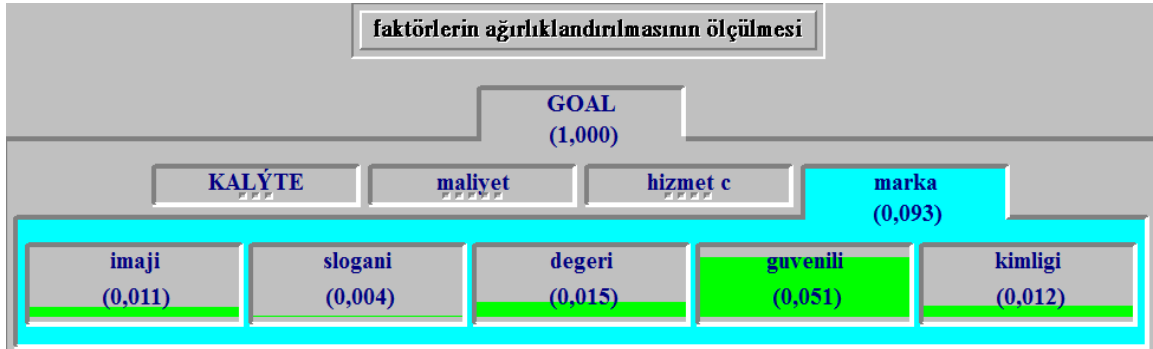 faktörlerin ağırlıklandırılmasının ölçülmesi
GOAL
(1,000)
KALÝTE
maliyet
hizmet c
marka
(0,093)
imaji
(0,011)
slogani
(0,004)
degeri
(0,015)
guvenili
(0,051)
kimligi
(0,012)